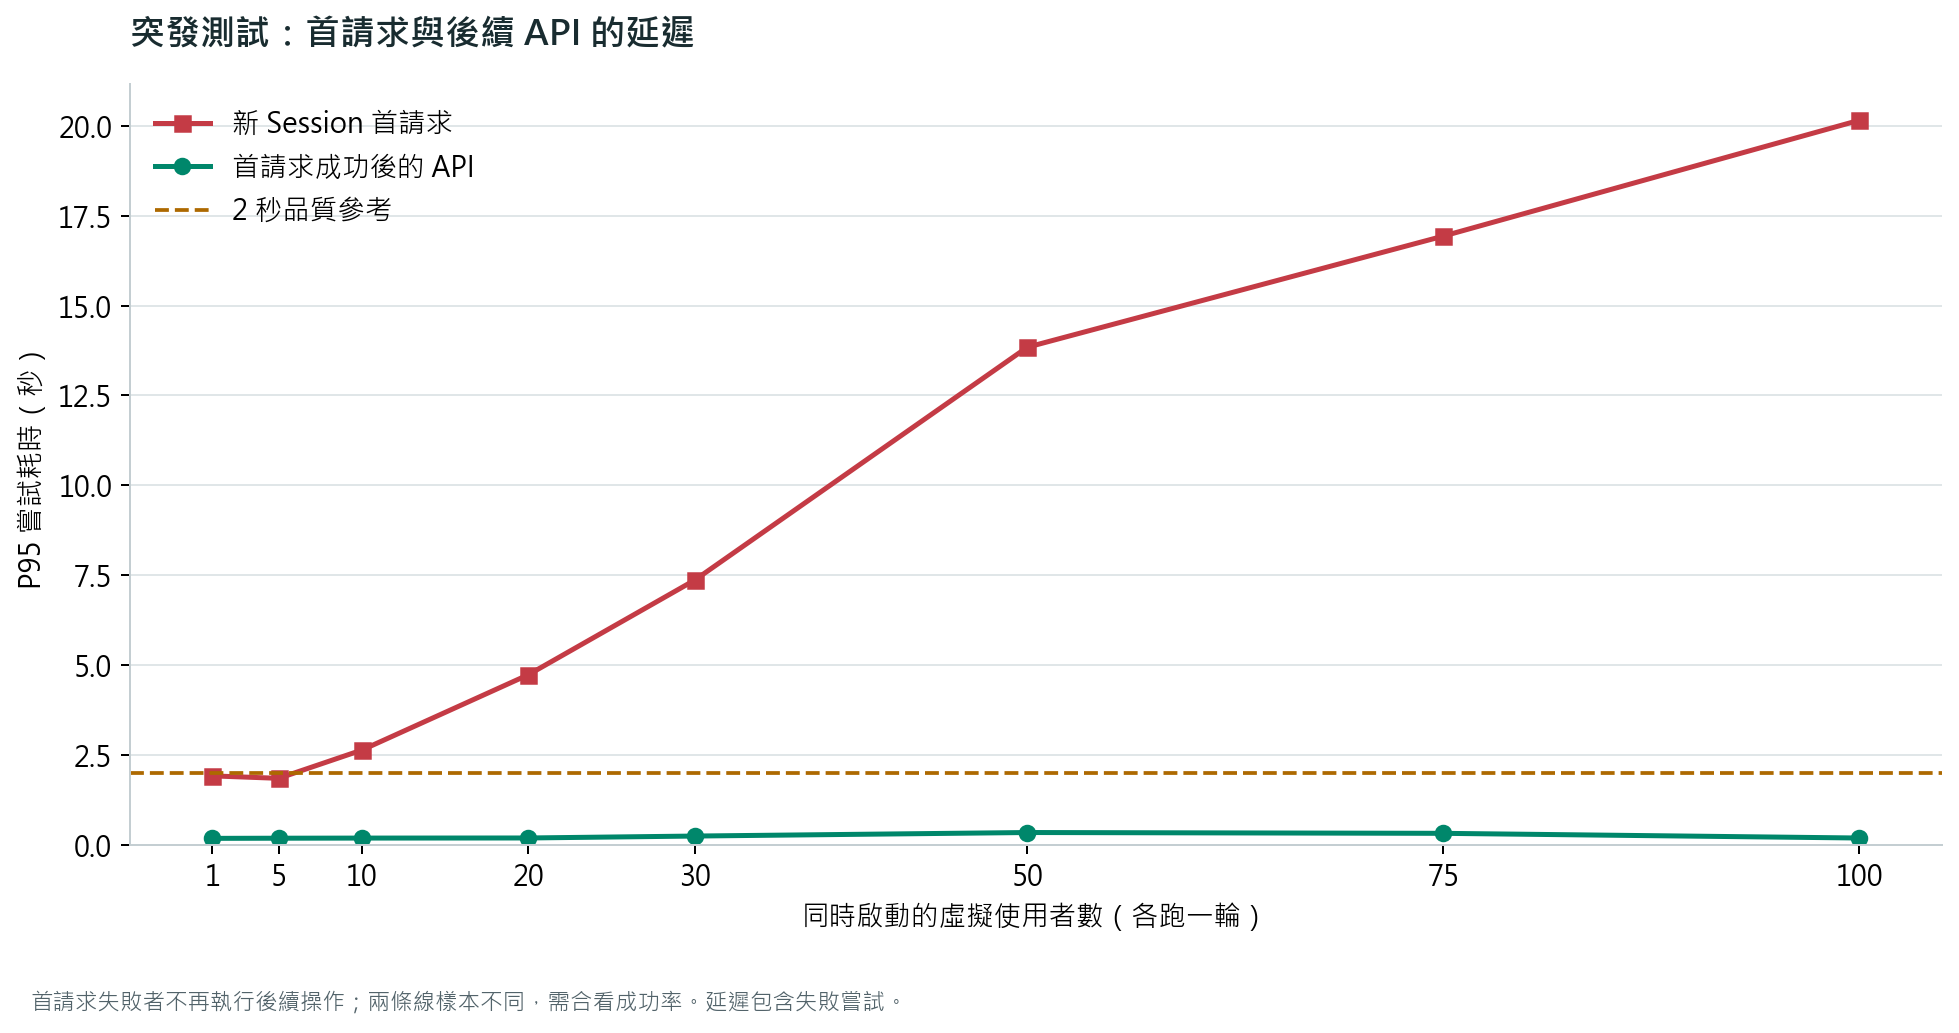 突發測試：首請求與後續 API 的延遲
新 Session 首請求
首請求成功後的 API
2 秒品質參考
P95 嘗試耗時（秒）
20.0
17.5
15.0
12.5
10.0
7.5
5.0
2.5
0.0
1 5 10 20 30 50 75 100
同時啟動的虛擬使用者數（各跑一輪）
首請求失敗者不再執行後續操作；兩條線樣本不同，需合看成功率。延遲包含失敗嘗試。